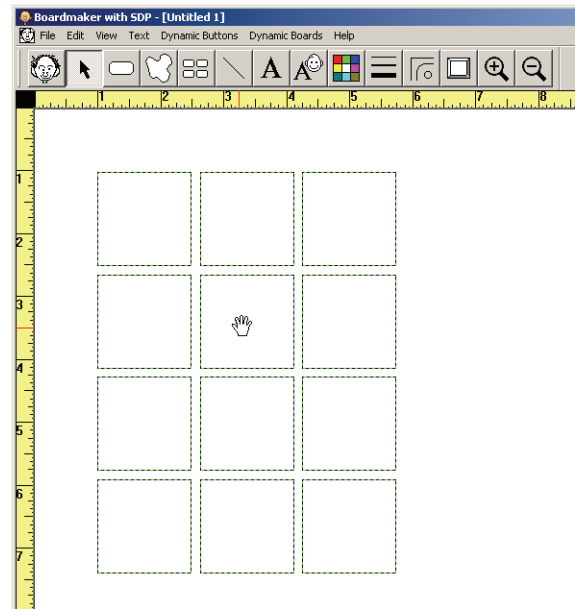 Boardmaker with SDP - [Untitled 1]
File Edit View Text Dynamic Buttons Dynamic Boards Help
A A
1 2 3 4 5 6 7 8
1
2
3
4
5
6
7